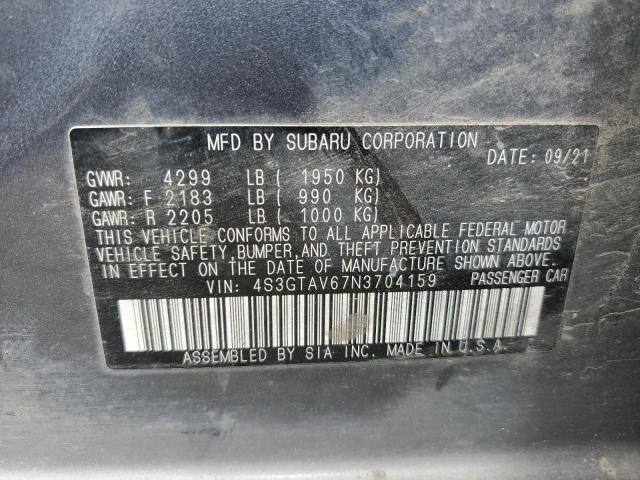 MFD BY SUBARU CORPORATION
DATE: 09/21
GVWR: 4299 LB ( 1950 KG)
GAWR: F 2183 LB ( 990 KG)
GAWR: R 2205 LB ( 1000 KG)
THIS VEHICLE CONFORMS TO ALL APPLICABLE FEDERAL MOTOR
VEHICLE SAFETY,BUMPER,AND THEFT PREVENTION STANDARDS
IN EFFECT ON THE DATE OF MANUFACTURE SHOWN ABOVE.
VIN: 4S3GTAV67N3704159 PASSENGER CAR
ASSEMBLED BY SIA INC. MADE IN U.S.A.